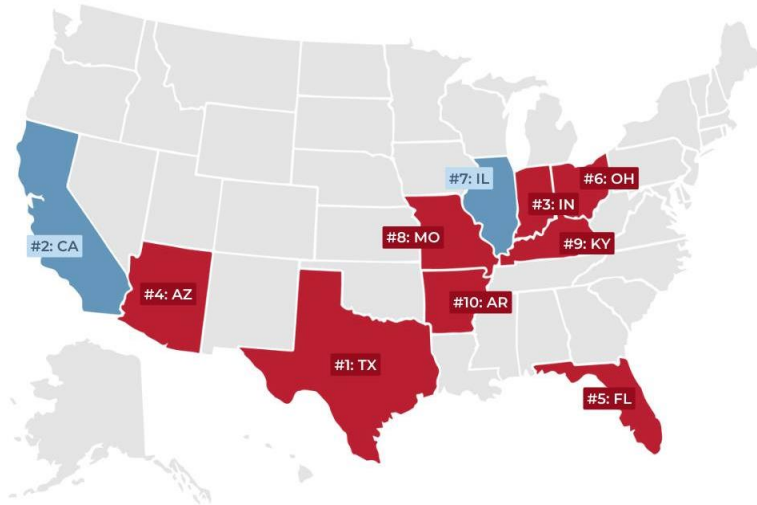 #7: IL
#6: OH
#3: IN
#8: MO
#9: KY
#2: CA
#4: AZ
#10: AR
#1: TX
#5: FL